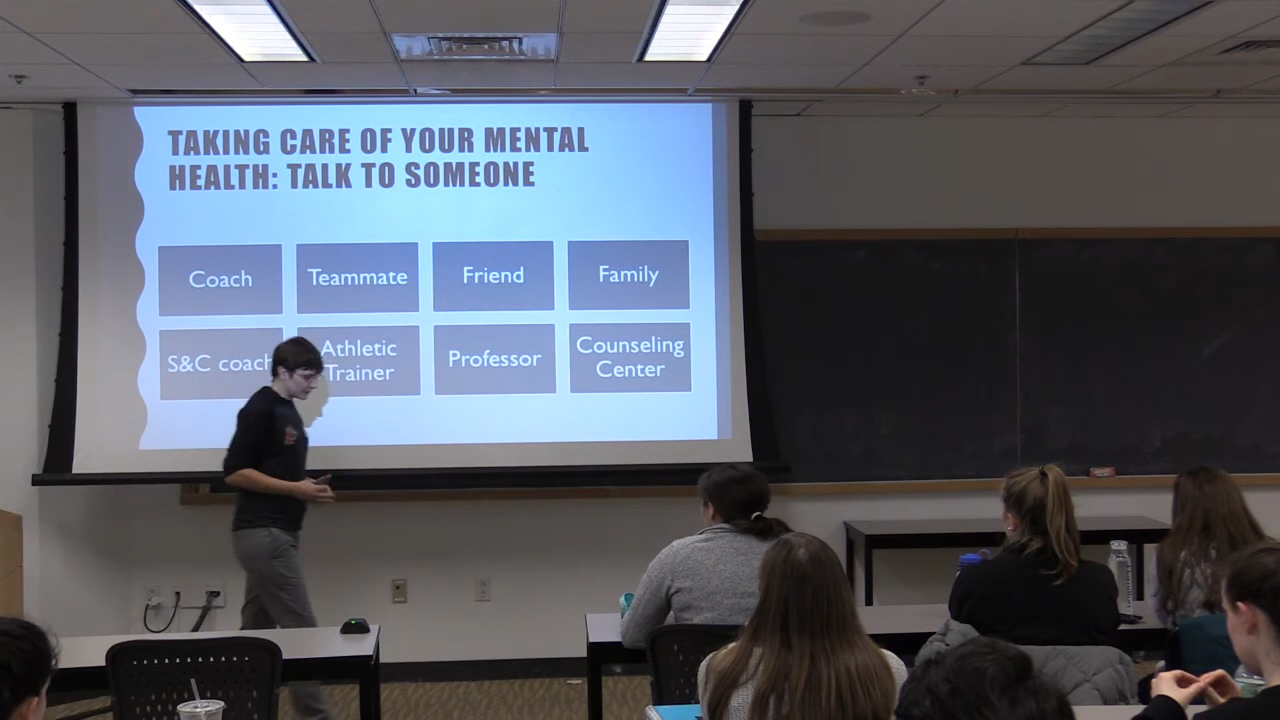 TAKING CARE OF YOUR MENTAL
HEALTH: TALK TO SOMEONE
Coach
Teammate
Friend
Family
S&C coach
Athletic
Trainer
Professor
Counseling
Center